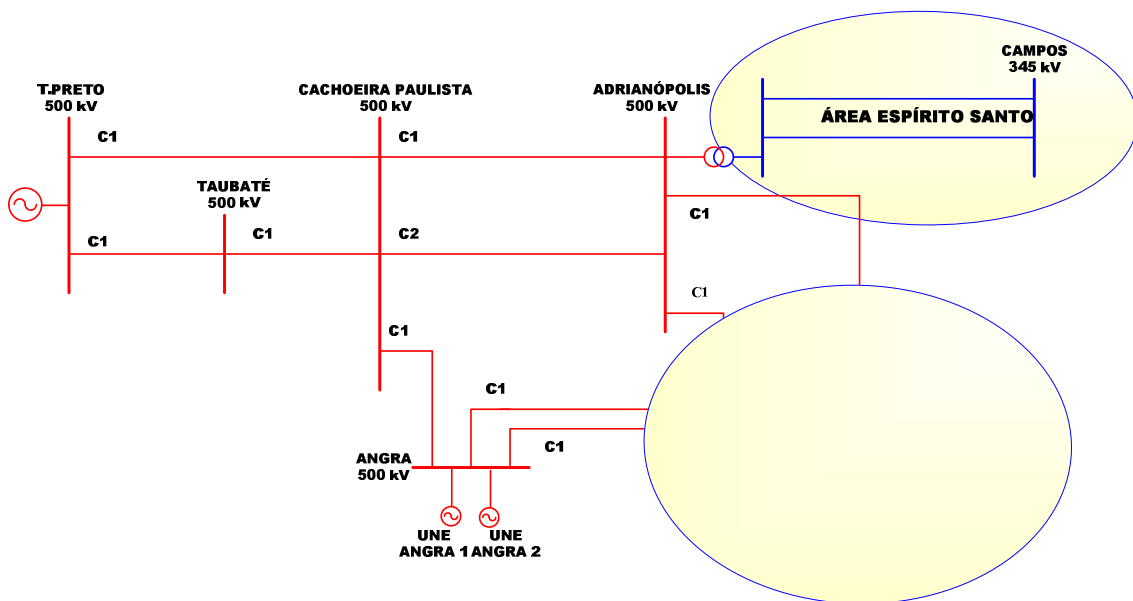 CAMPOS
345 kV
T.PRETO
500 kV
CACHOEIRA PAULISTA
500 kV
ADRIANÓPOLIS
500 kV
ÁREA ESPÍRITO SANTO
C1
C1
TAUBATÉ
500 kV
C1
C1
C1
C2
C1
C1
C1
C1
ANGRA
500 kV
UNE
ANGRA 1
UNE
ANGRA 2